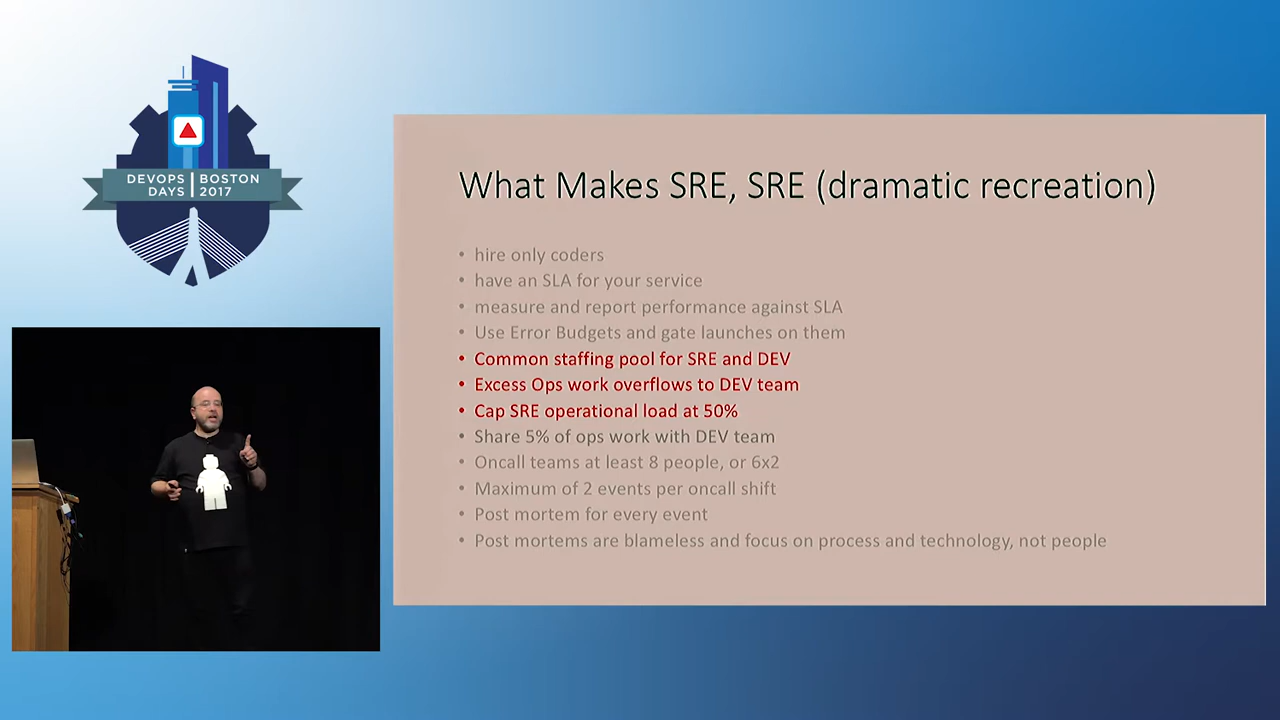 DEVOPS DAYS
BOSTON 2017
What Makes SRE, SRE (dramatic recreation)
• hire only coders
• have an SLA for your service
• measure and report performance against SLA
• Use Error Budgets and gate launches on them
• Common staffing pool for SRE and DEV
• Excess Ops work overflows to DEV team
• Cap SRE operational load at 50%
• Share 5% of ops work with DEV team
• Oncall teams at least 8 people, or 6x2
• Maximum of 2 events per oncall shift
• Post mortem for every event
• Post mortems are blameless and focus on process and technology, not people